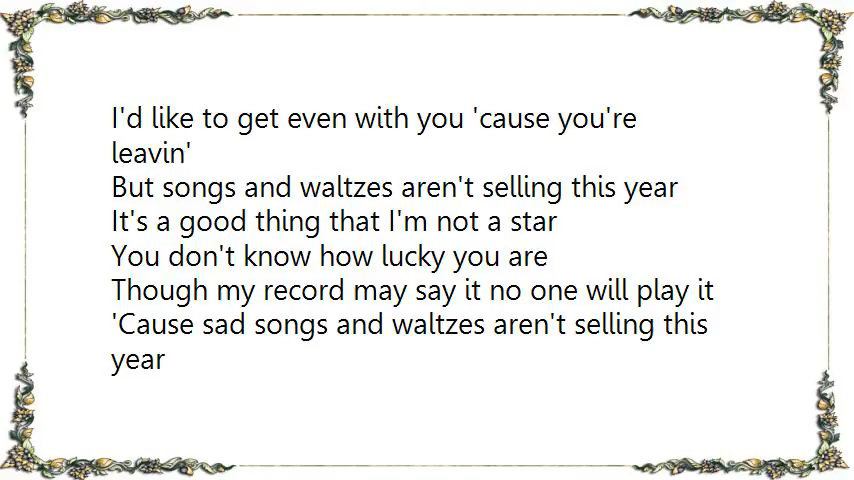 I'd like to get even with you 'cause you're
leavin'
But songs and waltzes aren't selling this year
It's a good thing that I'm not a star
You don't know how lucky you are
Though my record may say it no one will play it
'Cause sad songs and waltzes aren't selling this
year